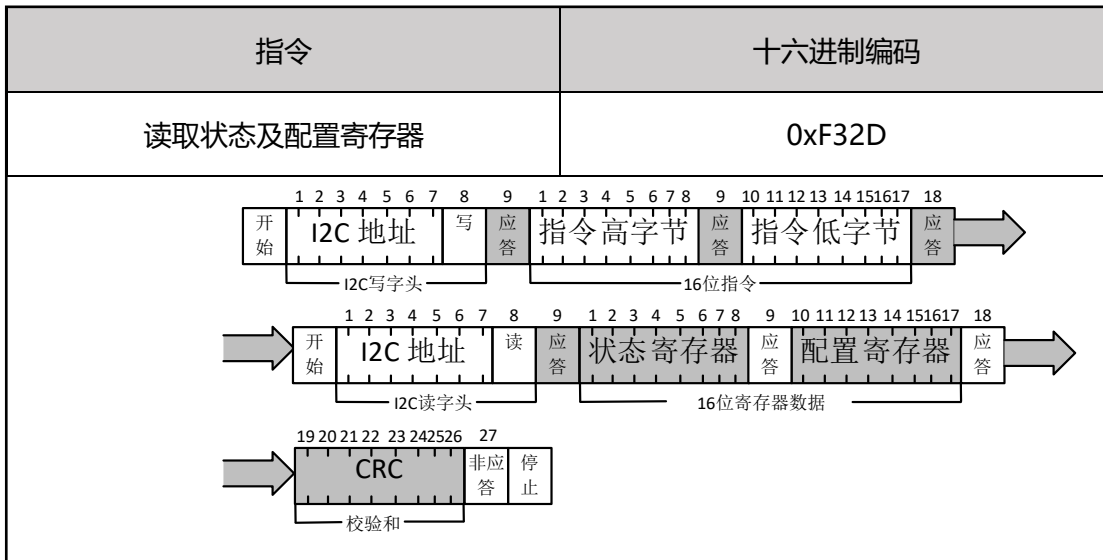 指令 十六进制编码
读取状态及配置寄存器 0xF32D
1 2 3 4 5 6 7 8 9 1 2 3 4 5 6 7 8 9 10 11 12 13 14 15 16 17 18
开始 I2C 地址 写 应答 指令高字节 应答 指令低字节 应答
I2C写字头 16位指令
1 2 3 4 5 6 7 8 9 1 2 3 4 5 6 7 8 9 10 11 12 13 14 15 16 17 18
开始 I2C 地址 读 应答 状态寄存器 应答 配置寄存器 应答
I2C读字头 16位寄存器数据
19 20 21 22 23 24 25 26 27
CRC 非应答 停止
校验和